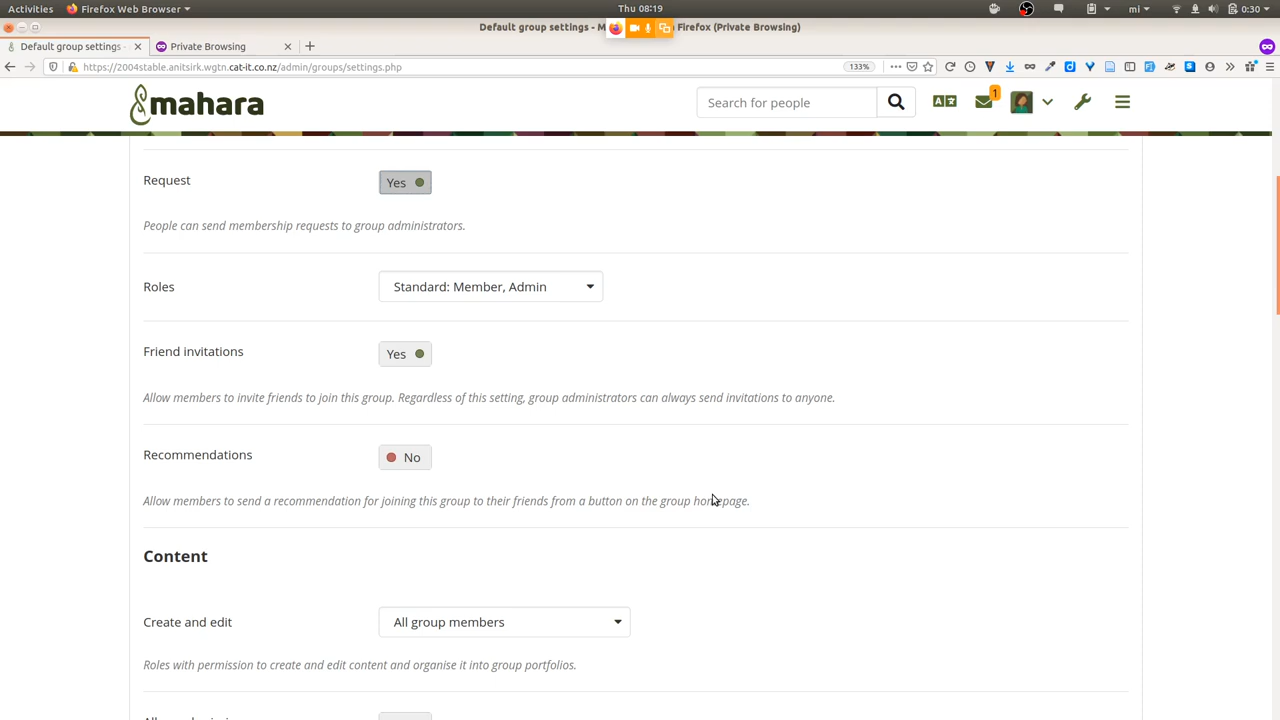 Activities
Firefox Web Browser
Thu 08:19
mi
0:30
Default group settings - M
Firefox (Private Browsing)
Default group settings -
Private Browsing
https://2004stable.anitsirk.wgtn.cat-it.co.nz/admin/groups/settings.php
133%
mahara
Search for people
1
Request
Yes
People can send membership requests to group administrators.
Roles
Standard: Member, Admin
Friend invitations
Yes
Allow members to invite friends to join this group. Regardless of this setting, group administrators can always send invitations to anyone.
Recommendations
No
Allow members to send a recommendation for joining this group to their friends from a button on the group homepage.
Content
Create and edit
All group members
Roles with permission to create and edit content and organise it into group portfolios.